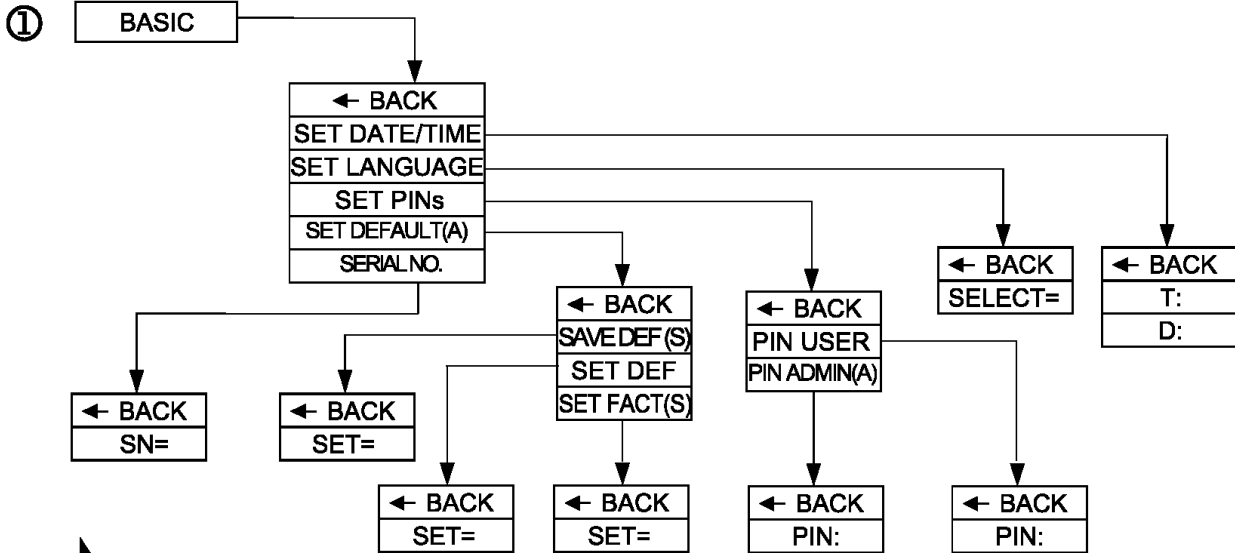 ① BASIC
← BACK
SET DATE/TIME
SET LANGUAGE
SET PINs
SET DEFAULT(A)
SERIAL NO.
← BACK
SELECT=
← BACK
T:
D:
← BACK
SAVE DEF (S)
SET DEF
SET FACT(S)
← BACK
PIN USER
PIN ADMIN(A)
← BACK
SN=
← BACK
SET=
← BACK
SET=
← BACK
SET=
← BACK
PIN:
← BACK
PIN: